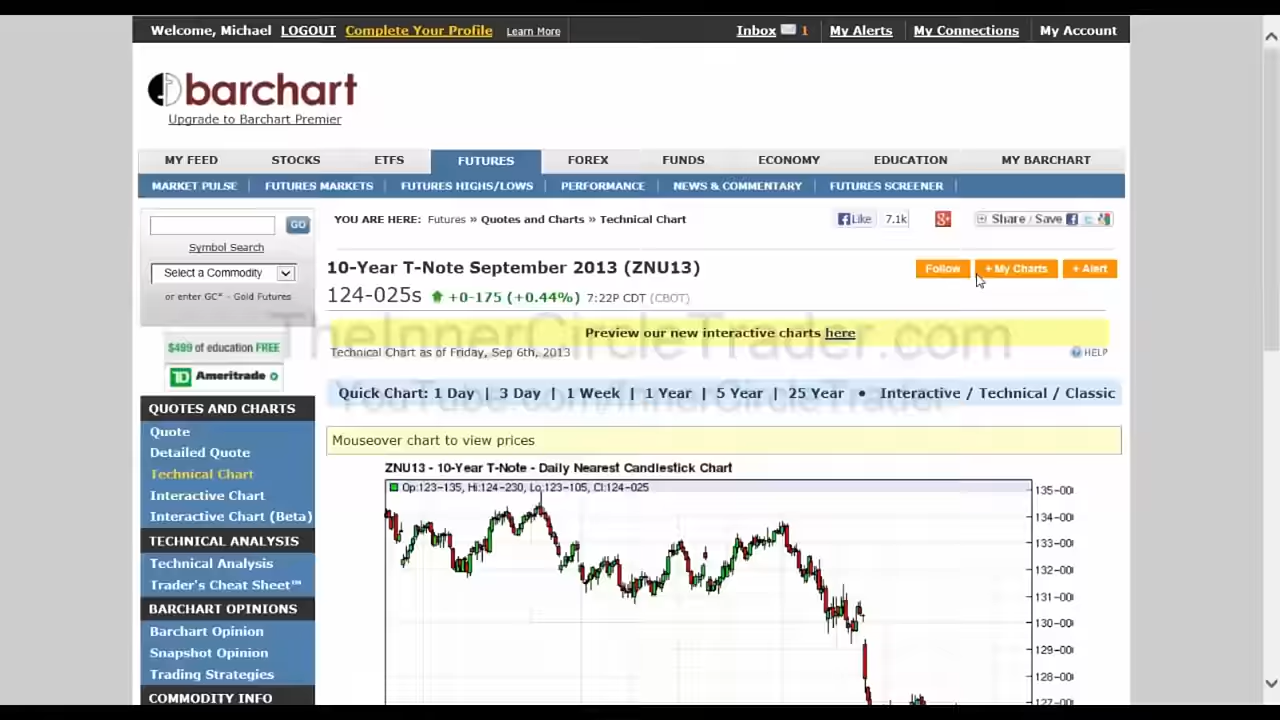 Welcome, Michael LOGOUT Complete Your Profile Learn More Inbox 1 My Alerts My Connections My Account
barchart
Upgrade to Barchart Premier
MY FEED STOCKS ETFS FUTURES FOREX FUNDS ECONOMY EDUCATION MY BARCHART
MARKET PULSE FUTURES MARKETS FUTURES HIGHS/LOWS PERFORMANCE NEWS & COMMENTARY FUTURES SCREENER
GO
Symbol Search
Select a Commodity
or enter GC* - Gold Futures
$499 of education FREE
TD Ameritrade
QUOTES AND CHARTS
Quote
Detailed Quote
Technical Chart
Interactive Chart
Interactive Chart (Beta)
TECHNICAL ANALYSIS
Technical Analysis
Trader's Cheat Sheet™
BARCHART OPINIONS
Barchart Opinion
Snapshot Opinion
Trading Strategies
COMMODITY INFO
YOU ARE HERE: Futures » Quotes and Charts » Technical Chart
Like 7.1k Share / Save
10-Year T-Note September 2013 (ZNU13)
Follow + My Charts + Alert
124-025s +0-175 (+0.44%) 7:22P CDT (CBOT)
TheInnerCircleTrader.com
Preview our new interactive charts here
Technical Chart as of Friday, Sep 6th, 2013 HELP
YouTube.com/InnerCircleTrader
Quick Chart: 1 Day | 3 Day | 1 Week | 1 Year | 5 Year | 25 Year • Interactive / Technical / Classic
Mouseover chart to view prices
ZNU13 - 10-Year T-Note - Daily Nearest Candlestick Chart
Op:123-135, Hi:124-230, Lo:123-105, Cl:124-025
135-00
134-00
133-00
132-00
131-00
130-00
129-00
128-00
127-00